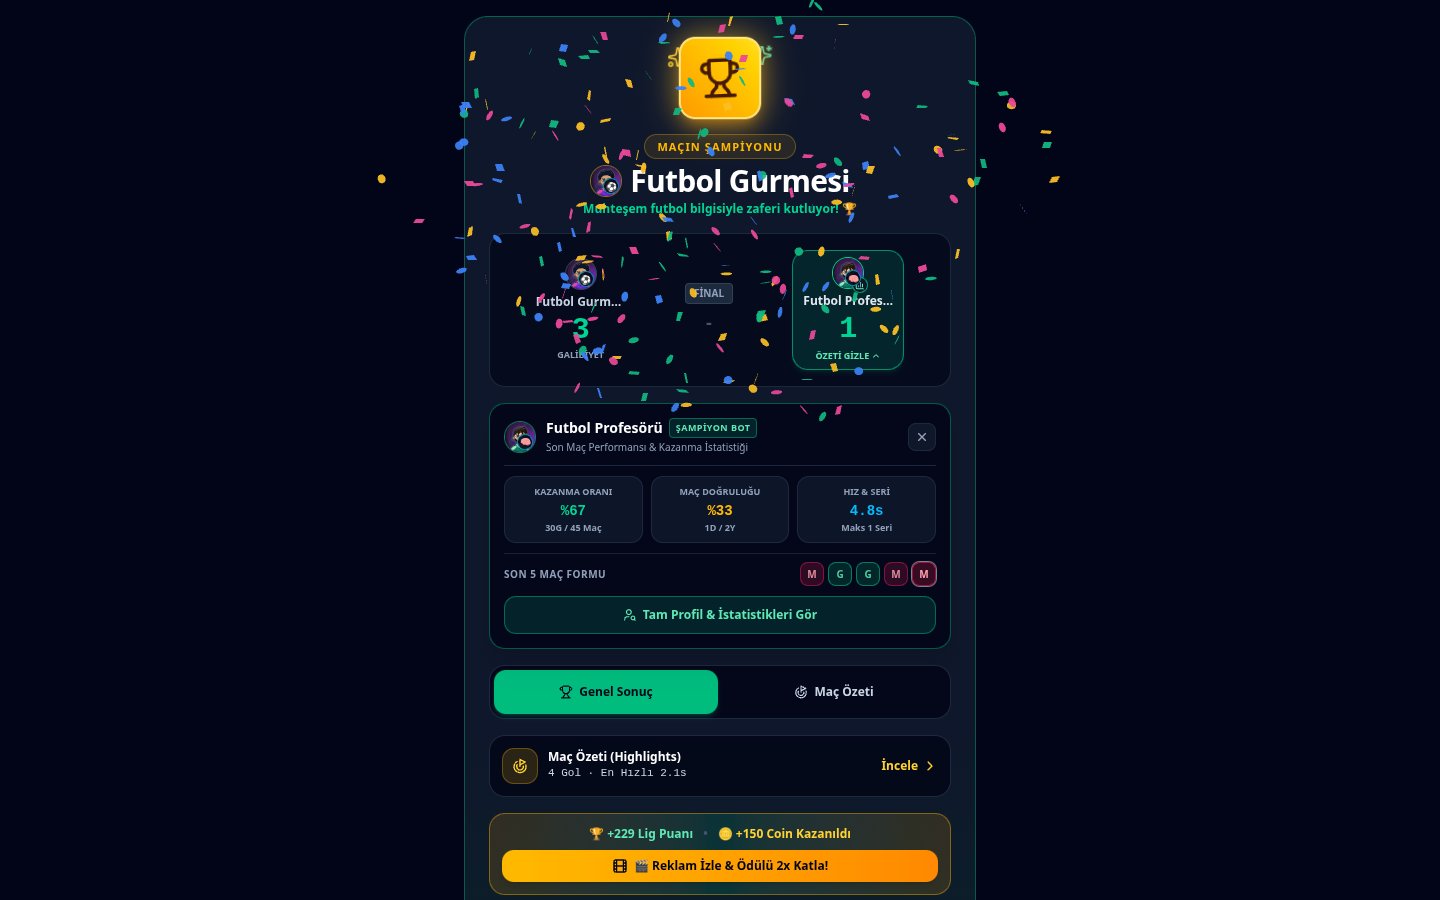 MAÇIN ŞAMPİYONU
Futbol Gurmesi
Muhteşem futbol bilgisiyle zaferi kutluyor! 🏆
Futbol Gurm...
3
GALİBİYET
FİNAL
-
Futbol Profes...
1
ÖZETİ GİZLE
Futbol Profesörü ŞAMPİYON BOT
Son Maç Performansı & Kazanma İstatistiği
KAZANMA ORANI
%67
30G / 45 Maç
MAÇ DOĞRULUĞU
%33
1D / 2Y
HIZ & SERİ
4.8s
Maks 1 Seri
SON 5 MAÇ FORMU M G G M M
Tam Profil & İstatistikleri Gör
Genel Sonuç
Maç Özeti
Maç Özeti (Highlights)
4 Gol · En Hızlı 2.1s
İncele
🏆 +229 Lig Puanı • 🪙 +150 Coin Kazanıldı
🎬 Reklam İzle & Ödülü 2x Katla!